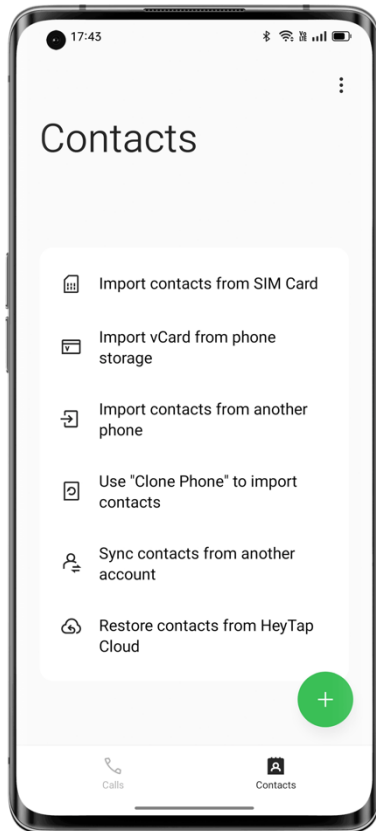 17:43
Contacts
Import contacts from SIM Card
Import vCard from phone
storage
Import contacts from another
phone
Use "Clone Phone" to import
contacts
Sync contacts from another
account
Restore contacts from HeyTap
Cloud
Calls
Contacts